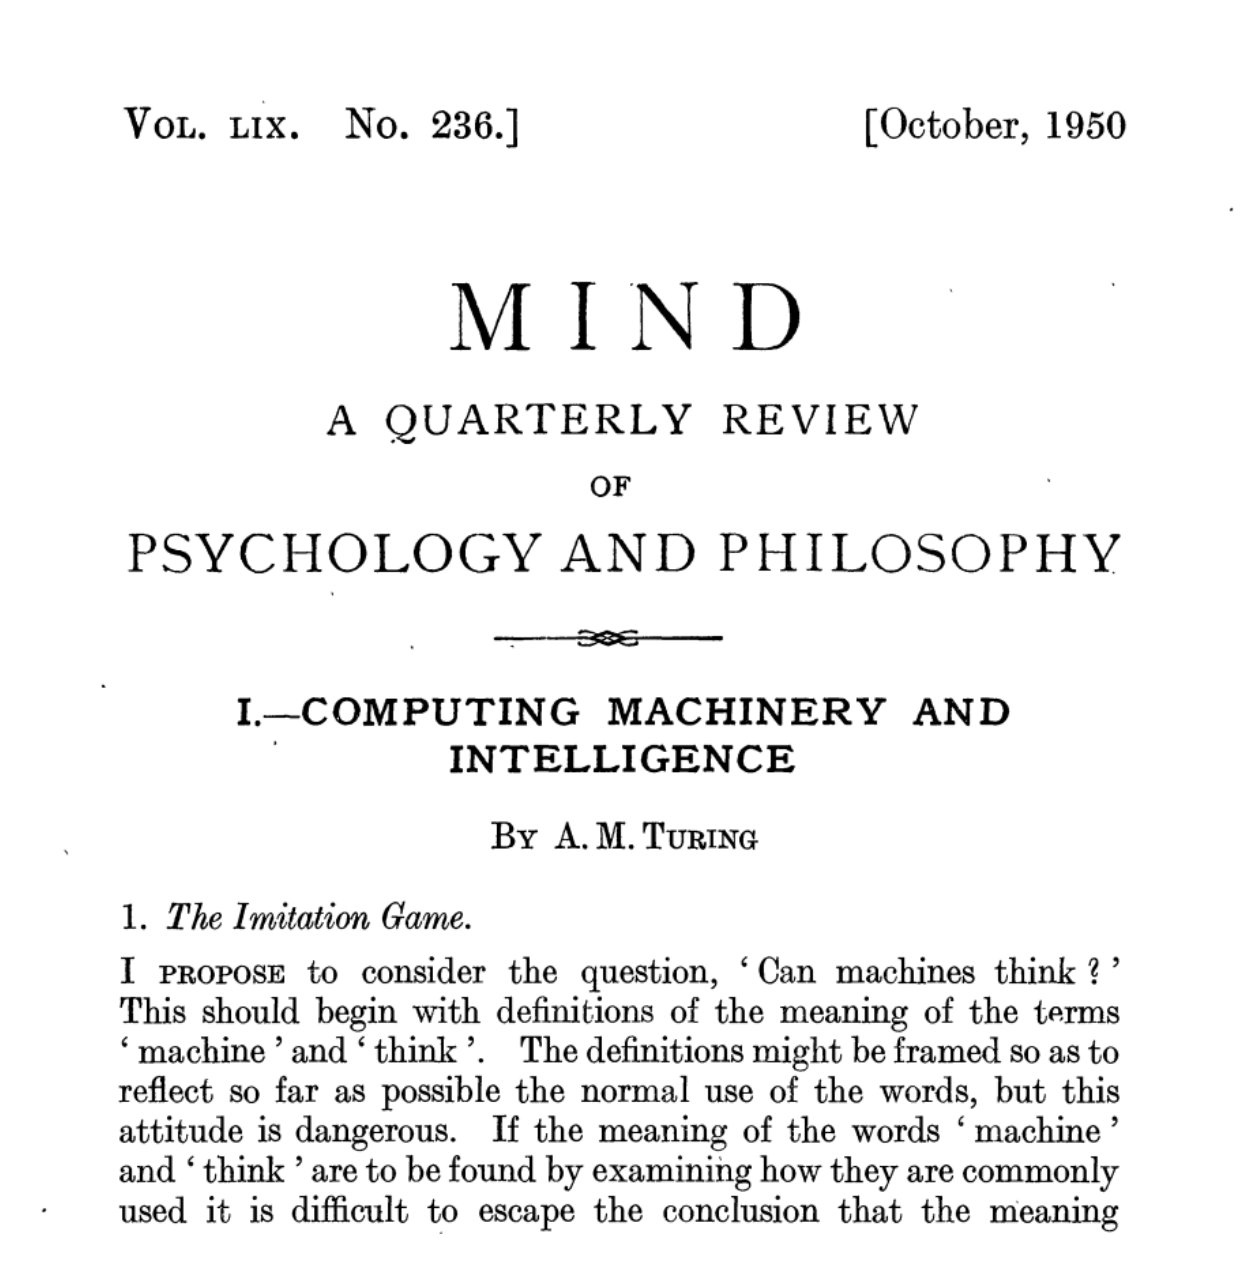 VOL. LIX. No. 236.] [October, 1950
MIND
A QUARTERLY REVIEW
OF
PSYCHOLOGY AND PHILOSOPHY
I.—COMPUTING MACHINERY AND
INTELLIGENCE
BY A. M. TURING
1. The Imitation Game.
I PROPOSE to consider the question, ‘ Can machines think ? ’
This should begin with definitions of the meaning of the terms
‘ machine ’ and ‘ think ’. The definitions might be framed so as to
reflect so far as possible the normal use of the words, but this
attitude is dangerous. If the meaning of the words ‘ machine ’
and ‘ think ’ are to be found by examining how they are commonly
used it is difficult to escape the conclusion that the meaning